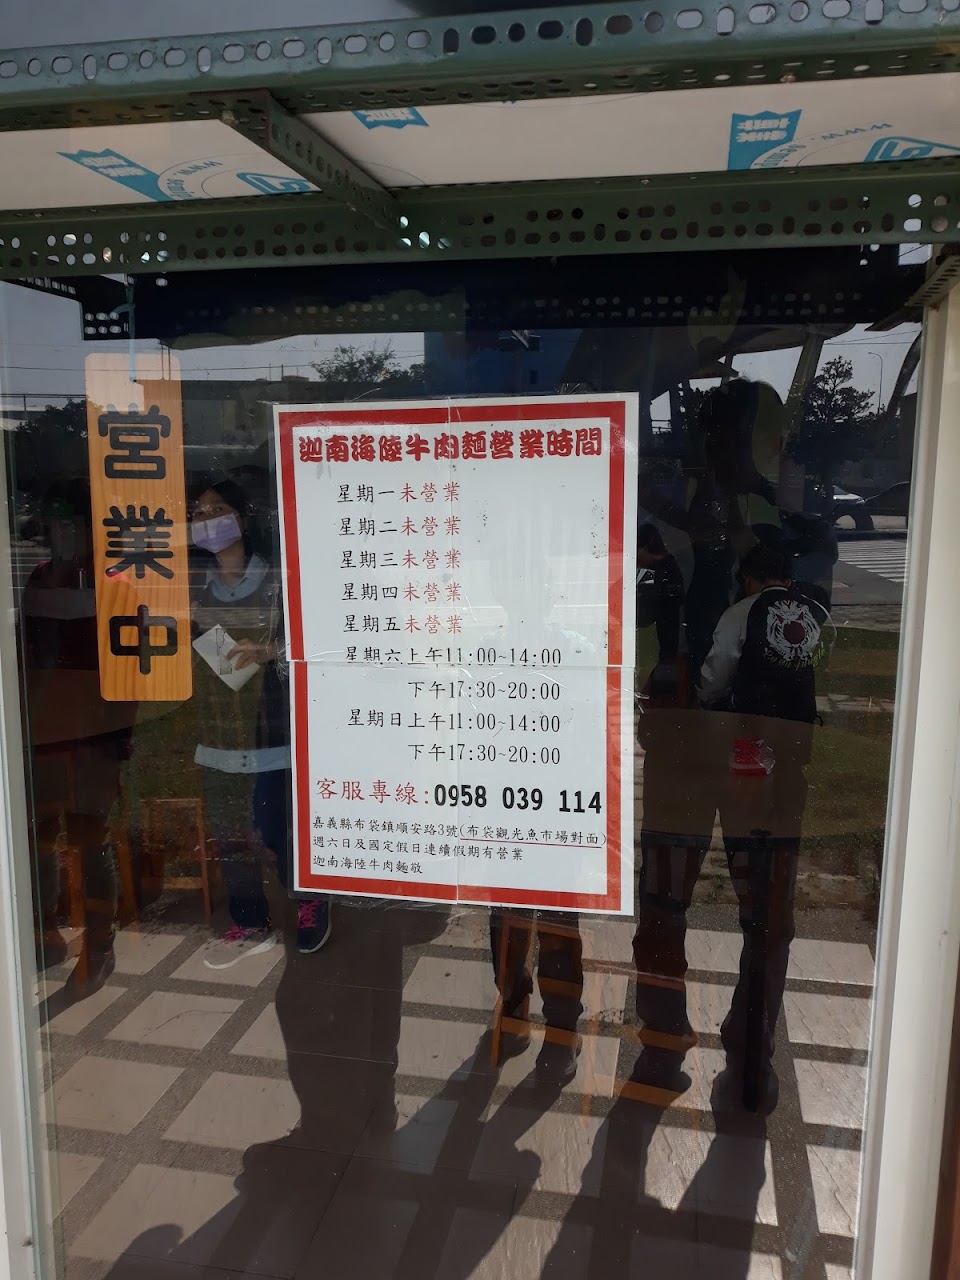 營業中
迦南海陸牛肉麵營業時間
星期一未營業
星期二未營業
星期三未營業
星期四未營業
星期五未營業
星期六上午11:00~14:00
下午17:30~20:00
星期日上午11:00~14:00
下午17:30~20:00
客服專線:0958 039 114
嘉義縣布袋鎮順安路3號(布袋觀光魚市場對面)
週六日及國定假日連續假期有營業
迦南海陸牛肉麵敬